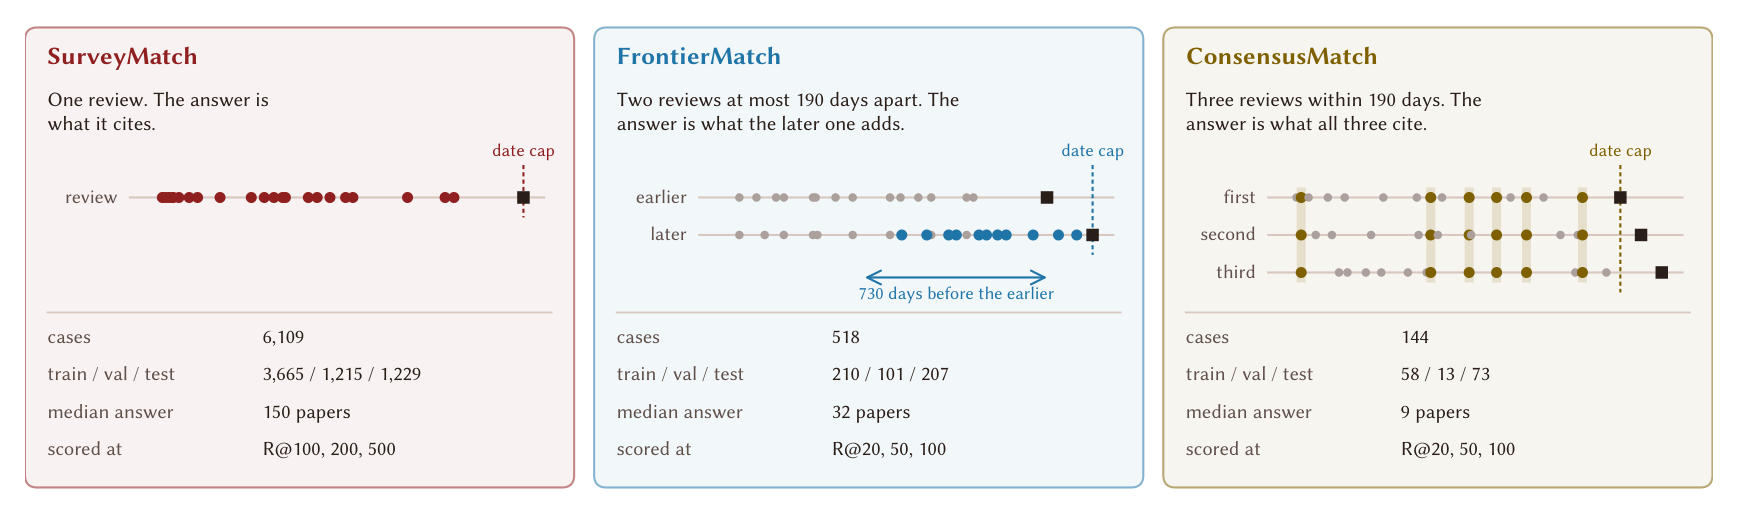 SurveyMatch
One review. The answer is
what it cites.
date cap
review
cases 6,109
train / val / test 3,665 / 1,215 / 1,229
median answer 150 papers
scored at R@100, 200, 500
FrontierMatch
Two reviews at most 190 days apart. The
answer is what the later one adds.
date cap
earlier
later
730 days before the earlier
cases 518
train / val / test 210 / 101 / 207
median answer 32 papers
scored at R@20, 50, 100
ConsensusMatch
Three reviews within 190 days. The
answer is what all three cite.
date cap
first
second
third
cases 144
train / val / test 58 / 13 / 73
median answer 9 papers
scored at R@20, 50, 100